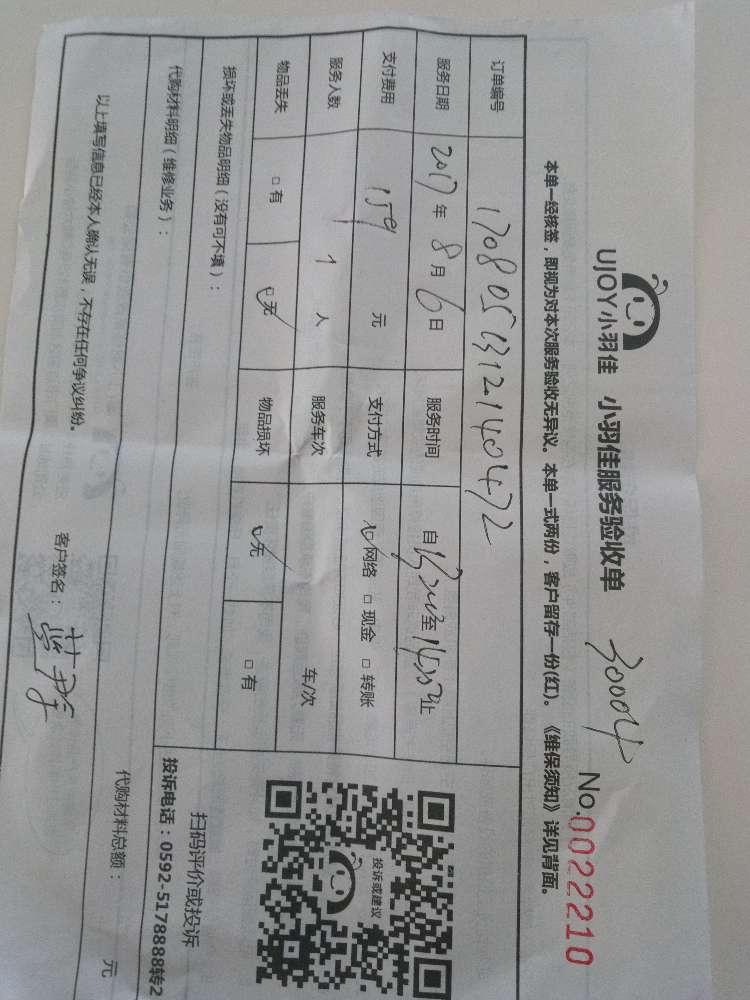 UJOY小羽佳 小羽佳服务验收单 30004 No.0022210
本单一经核签，即视为对本次服务验收无异议。本单一式两份，客户留存一份(红)。《维保须知》详见背面。
订单编号
服务日期 2017年 8月 6日 服务时间 自 至 止
支付费用 159 元 支付方式 ☑网络 □现金 □转账
服务人数 1 人 服务车次 车/次
物品丢失 □有 ☑无 物品损坏 ☑无 □有
损坏或丢失物品明细（没有可不填）：
代购材料明细（维修业务）：
以上填写信息已经本人确认无误，不存在任何争议纠纷。
客户签名：
投诉或建议
扫码评价或投诉
投诉电话：0592-5178888转2
代购材料总额： 元